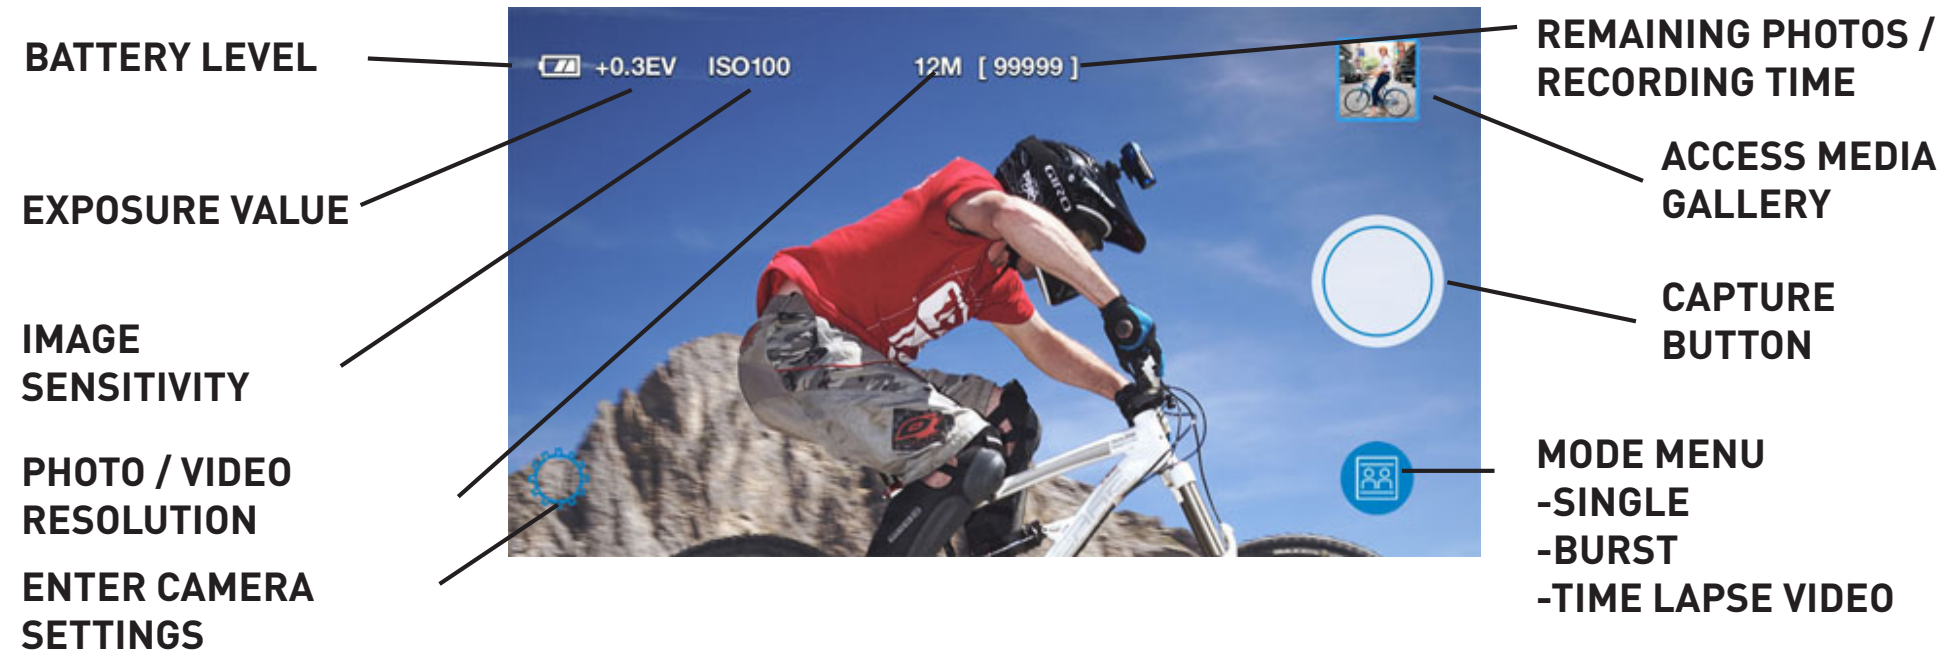 BATTERY LEVEL
EXPOSURE VALUE
IMAGE
SENSITIVITY
PHOTO / VIDEO
RESOLUTION
ENTER CAMERA
SETTINGS
+0.3EV ISO100 12M [ 99999 ]
GIRO
REMAINING PHOTOS /
RECORDING TIME
ACCESS MEDIA
GALLERY
CAPTURE
BUTTON
MODE MENU
-SINGLE
-BURST
-TIME LAPSE VIDEO